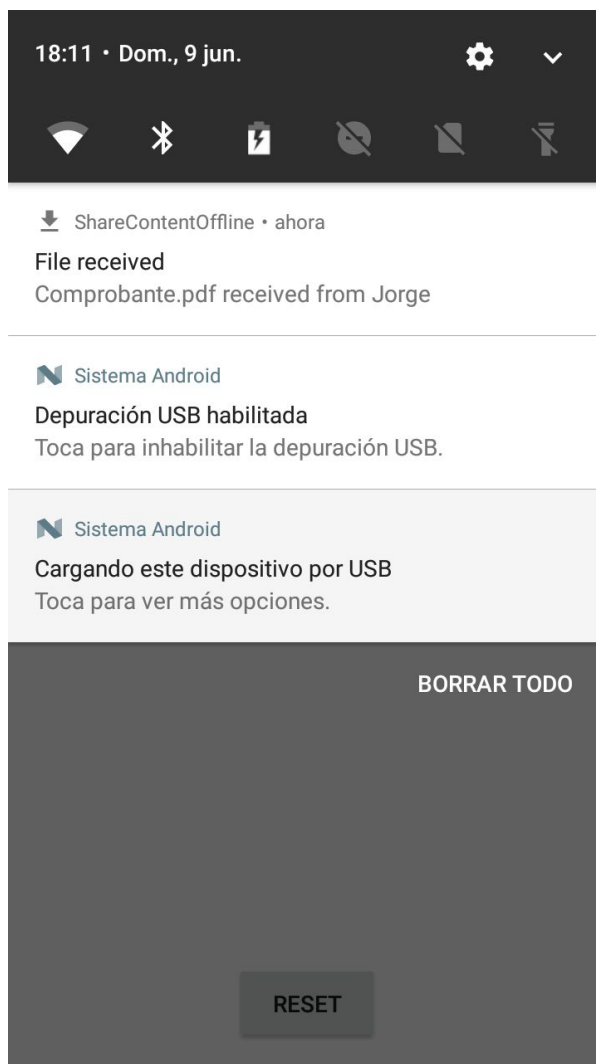 18:11 • Dom., 9 jun.
ShareContentOffline • ahora
File received
Comprobante.pdf received from Jorge
Sistema Android
Depuración USB habilitada
Toca para inhabilitar la depuración USB.
Sistema Android
Cargando este dispositivo por USB
Toca para ver más opciones.
BORRAR TODO
RESET